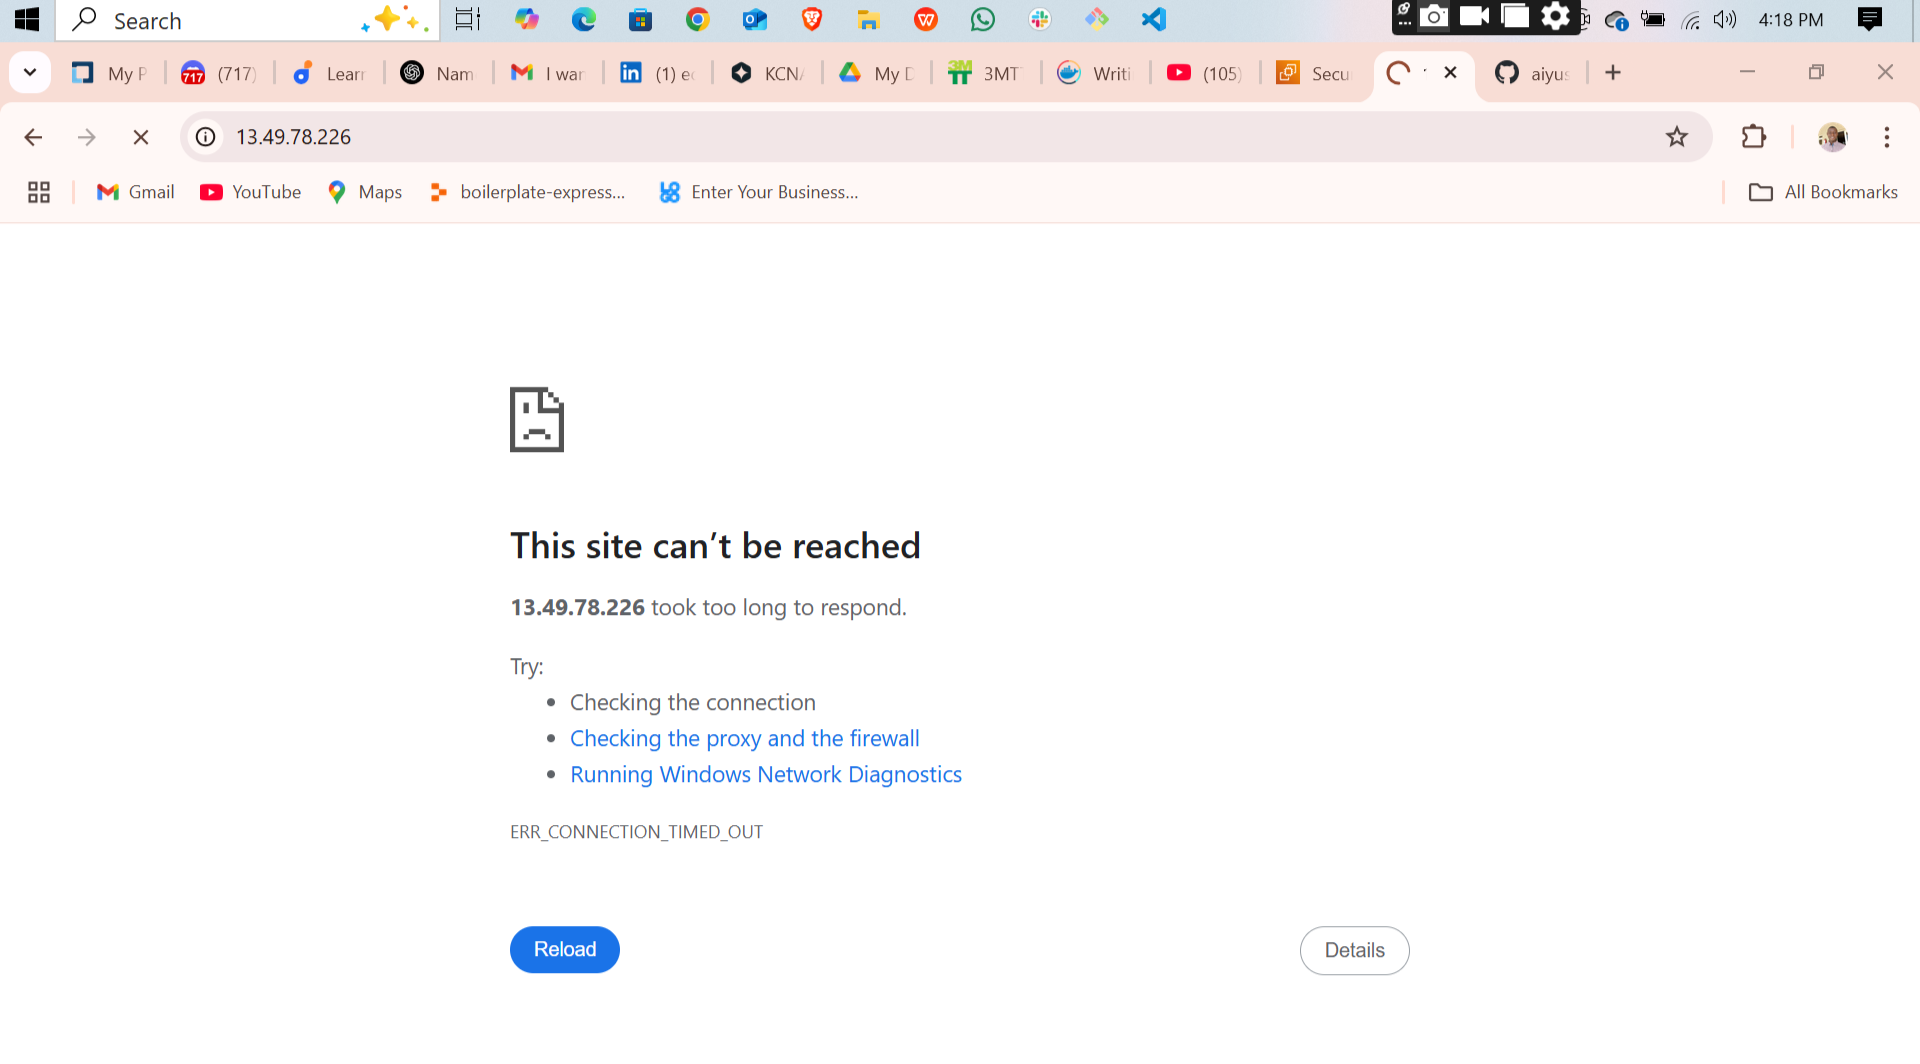 Search
4:18 PM
My P
717
(717)
Lear
Nam
I war
(1) e
KCN
My D
3MT
Writi
(105)
Secu
aiyus
13.49.78.226
Gmail
YouTube
Maps
boilerplate-express...
Enter Your Business...
All Bookmarks
This site can’t be reached
13.49.78.226 took too long to respond.
Try:
• Checking the connection
• Checking the proxy and the firewall
• Running Windows Network Diagnostics
ERR_CONNECTION_TIMED_OUT
Reload
Details